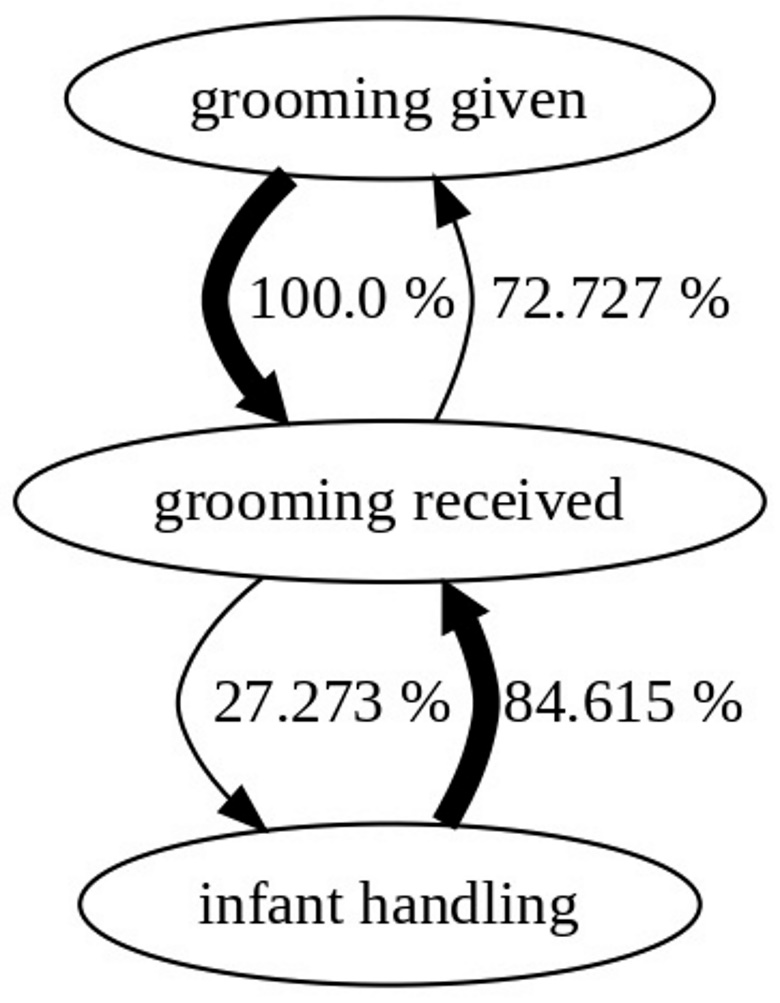 grooming given
100.0 % 72.727 %
grooming received
27.273 % 84.615 %
infant handling